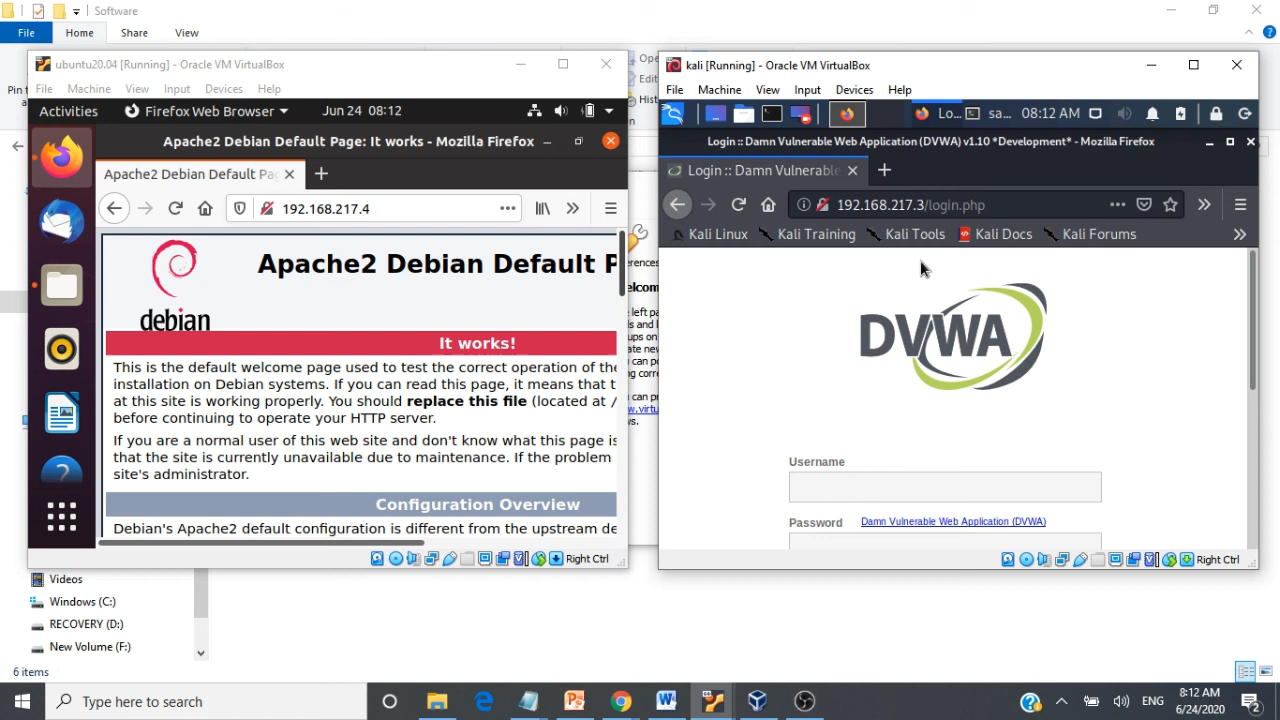 Software
File
Home
Share
View
Pin t
ubuntu20.04 [Running] - Oracle VM VirtualBox
File Machine View Input Devices Help
Activities
Firefox Web Browser
Jun 24 08:12
Apache2 Debian Default Page: It works - Mozilla Firefox
Apache2 Debian Default Pa
192.168.217.4
debian
Apache2 Debian Default P
It works!
This is the default welcome page used to test the correct operation of the
installation on Debian systems. If you can read this page, it means that t
at this site is working properly. You should replace this file (located at /
before continuing to operate your HTTP server.
If you are a normal user of this web site and don't know what this page is
that the site is currently unavailable due to maintenance. If the problem
site's administrator.
Configuration Overview
Debian's Apache2 default configuration is different from the upstream de
Right Ctrl
kali [Running] - Oracle VM VirtualBox
File Machine View Input Devices Help
Lo...
sa...
08:12 AM
Login :: Damn Vulnerable Web Application (DVWA) v1.10 *Development* - Mozilla Firefox
Login :: Damn Vulnerable
192.168.217.3/login.php
Kali Linux Kali Training Kali Tools Kali Docs Kali Forums
DVWA
Username
Password
Damn Vulnerable Web Application (DVWA)
Right Ctrl
Videos
Windows (C:)
RECOVERY (D:)
New Volume (F:)
6 items
Type here to search
ENG
8:12 AM
6/24/2020
2